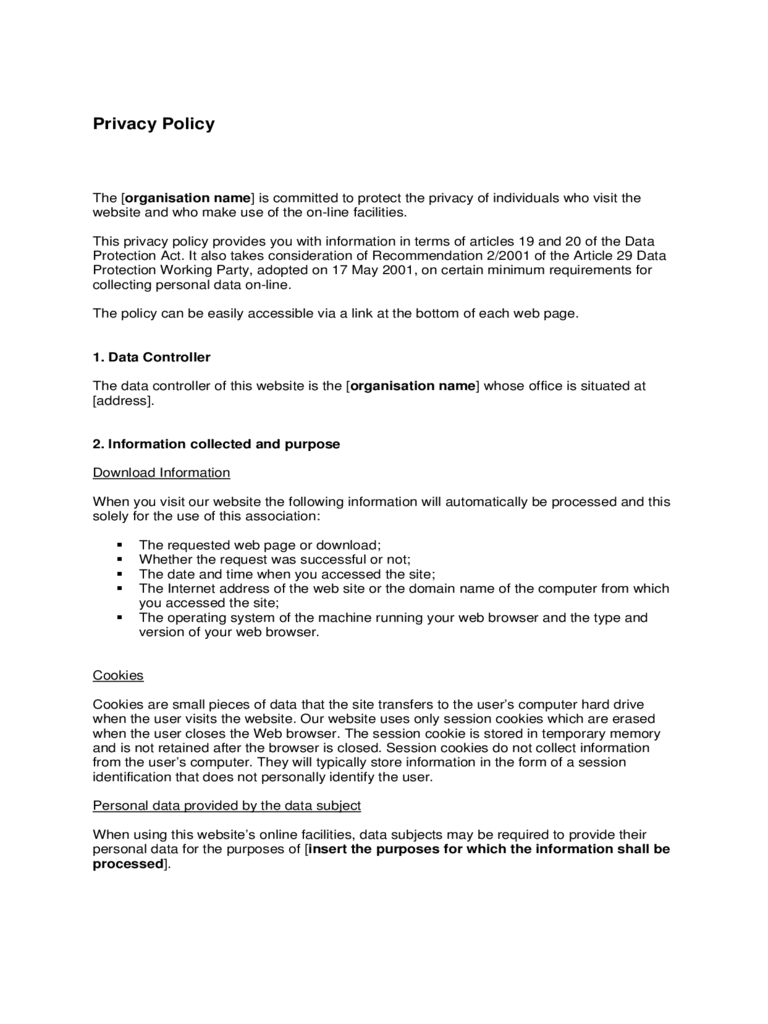 Privacy Policy
The [organisation name] is committed to protect the privacy of individuals who visit the
website and who make use of the on-line facilities.
This privacy policy provides you with information in terms of articles 19 and 20 of the Data
Protection Act. It also takes consideration of Recommendation 2/2001 of the Article 29 Data
Protection Working Party, adopted on 17 May 2001, on certain minimum requirements for
collecting personal data on-line.
The policy can be easily accessible via a link at the bottom of each web page.
1. Data Controller
The data controller of this website is the [organisation name] whose office is situated at
[address].
2. Information collected and purpose
Download Information
When you visit our website the following information will automatically be processed and this
solely for the use of this association:
▪ The requested web page or download;
▪ Whether the request was successful or not;
▪ The date and time when you accessed the site;
▪ The Internet address of the web site or the domain name of the computer from which
you accessed the site;
▪ The operating system of the machine running your web browser and the type and
version of your web browser.
Cookies
Cookies are small pieces of data that the site transfers to the user’s computer hard drive
when the user visits the website. Our website uses only session cookies which are erased
when the user closes the Web browser. The session cookie is stored in temporary memory
and is not retained after the browser is closed. Session cookies do not collect information
from the user’s computer. They will typically store information in the form of a session
identification that does not personally identify the user.
Personal data provided by the data subject
When using this website’s online facilities, data subjects may be required to provide their
personal data for the purposes of [insert the purposes for which the information shall be
processed].